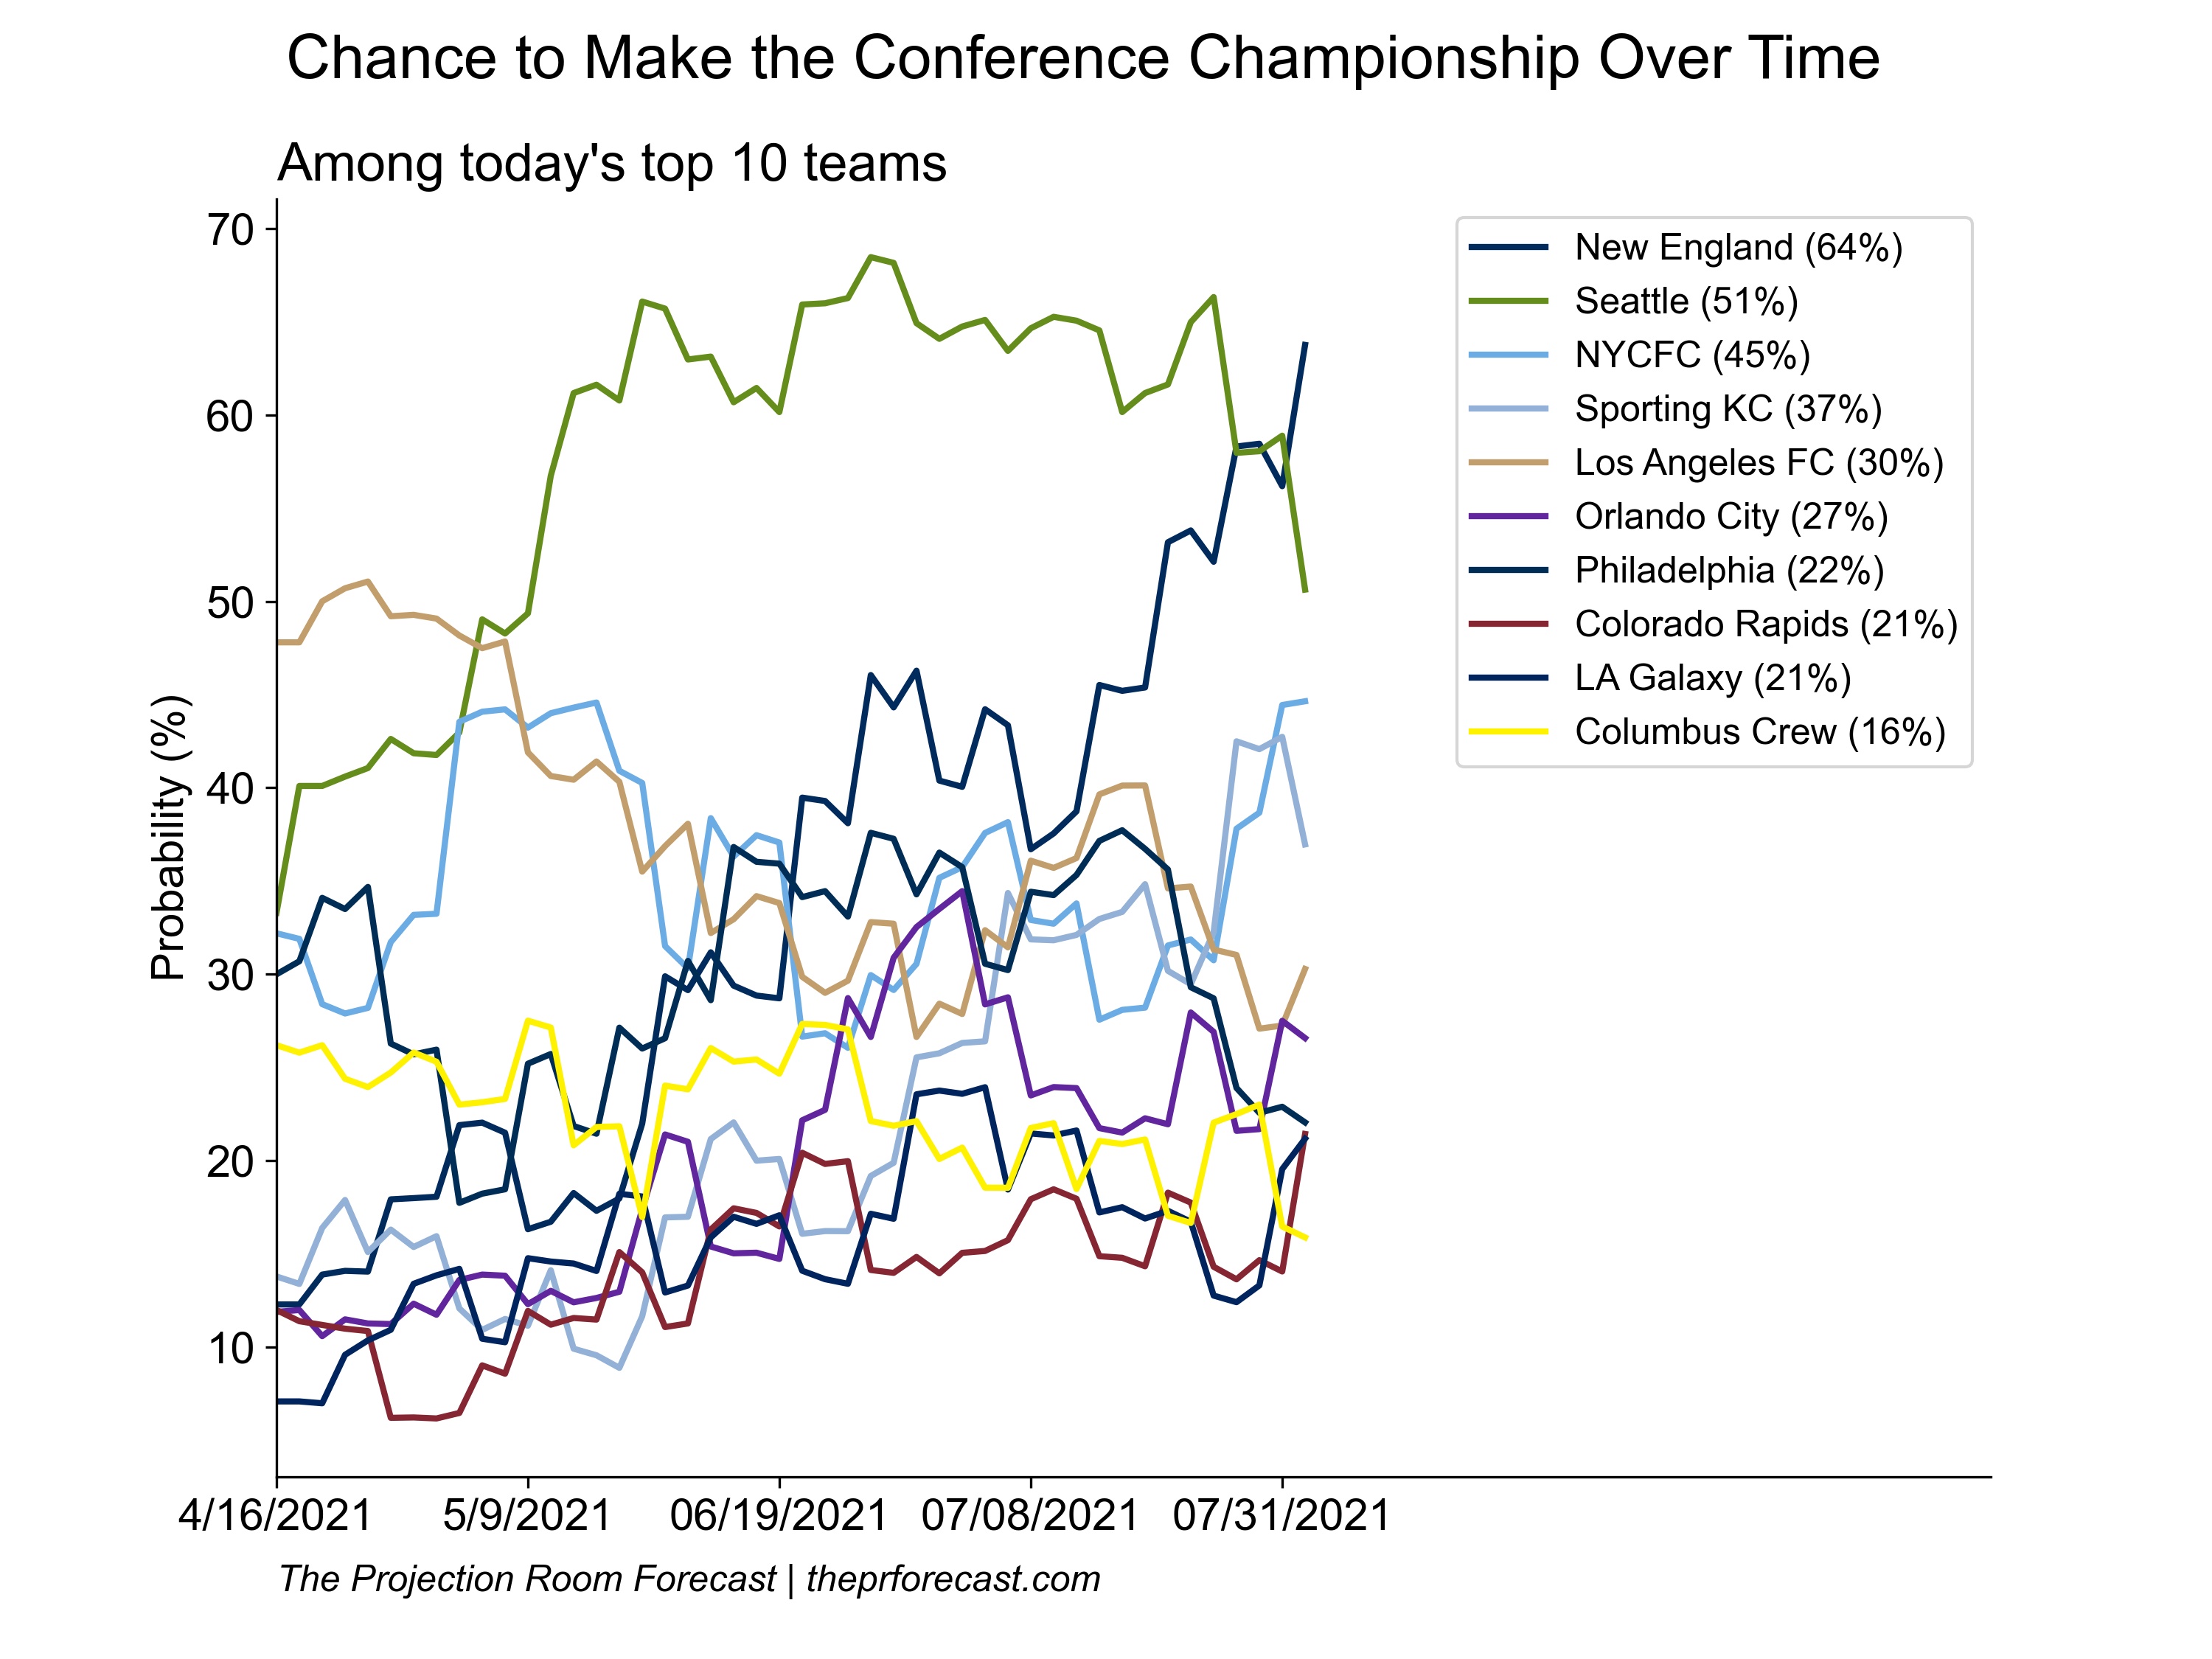 Chance to Make the Conference Championship Over Time
Among today's top 10 teams
70
60
50
40
30
20
10
Probability (%)
New England (64%)
Seattle (51%)
NYCFC (45%)
Sporting KC (37%)
Los Angeles FC (30%)
Orlando City (27%)
Philadelphia (22%)
Colorado Rapids (21%)
LA Galaxy (21%)
Columbus Crew (16%)
4/16/2021 5/9/2021 06/19/2021 07/08/2021 07/31/2021
The Projection Room Forecast | theprforecast.com